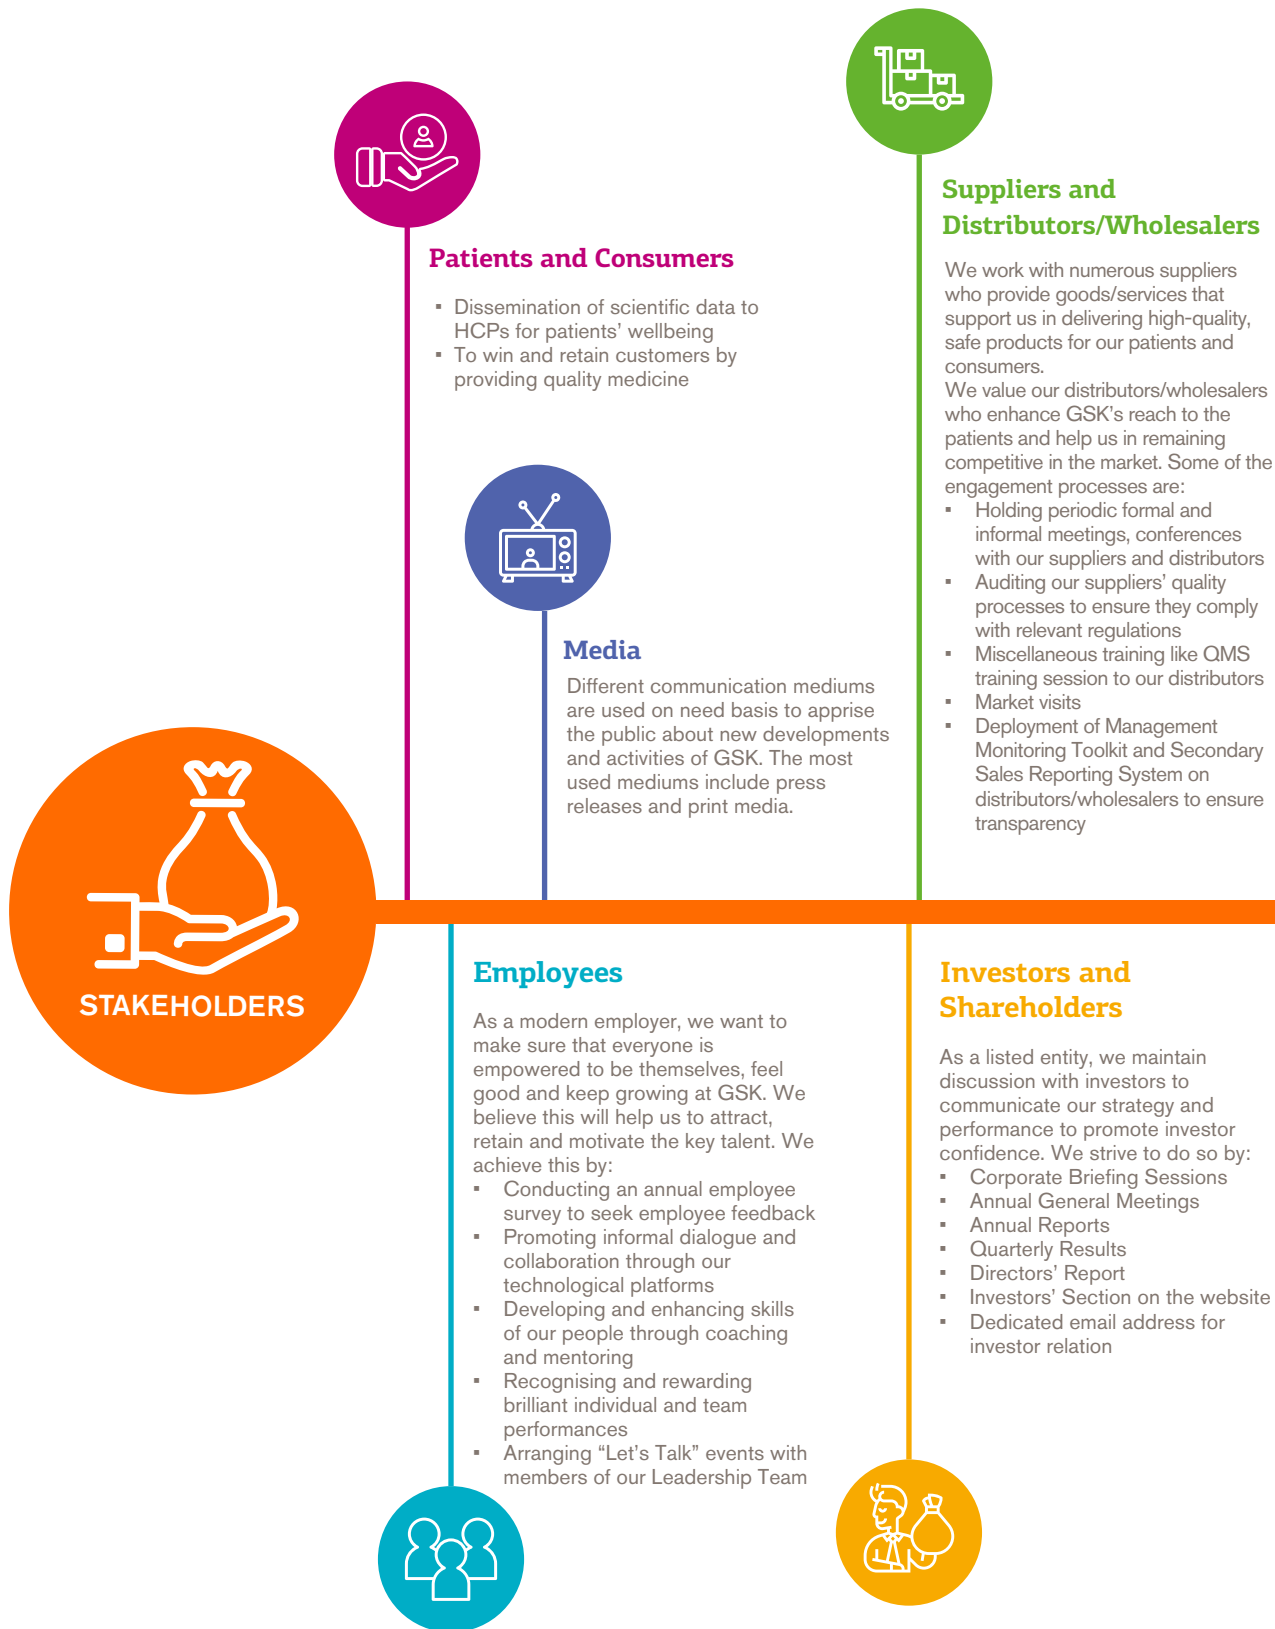 Suppliers and
Distributors/Wholesalers
We work with numerous suppliers
who provide goods/services that
support us in delivering high-quality,
safe products for our patients and
consumers.
We value our distributors/wholesalers
who enhance GSK's reach to the
patients and help us in remaining
competitive in the market. Some of the
engagement processes are:
▪ Holding periodic formal and
informal meetings, conferences
with our suppliers and distributors
▪ Auditing our suppliers' quality
processes to ensure they comply
with relevant regulations
▪ Miscellaneous training like QMS
training session to our distributors
▪ Market visits
▪ Deployment of Management
Monitoring Toolkit and Secondary
Sales Reporting System on
distributors/wholesalers to ensure
transparency
Patients and Consumers
▪ Dissemination of scientific data to
HCPs for patients' wellbeing
▪ To win and retain customers by
providing quality medicine
Media
Different communication mediums
are used on need basis to apprise
the public about new developments
and activities of GSK. The most
used mediums include press
releases and print media.
STAKEHOLDERS
Employees
As a modern employer, we want to
make sure that everyone is
empowered to be themselves, feel
good and keep growing at GSK. We
believe this will help us to attract,
retain and motivate the key talent. We
achieve this by:
▪ Conducting an annual employee
survey to seek employee feedback
▪ Promoting informal dialogue and
collaboration through our
technological platforms
▪ Developing and enhancing skills
of our people through coaching
and mentoring
▪ Recognising and rewarding
brilliant individual and team
performances
▪ Arranging “Let's Talk” events with
members of our Leadership Team
Investors and
Shareholders
As a listed entity, we maintain
discussion with investors to
communicate our strategy and
performance to promote investor
confidence. We strive to do so by:
▪ Corporate Briefing Sessions
▪ Annual General Meetings
▪ Annual Reports
▪ Quarterly Results
▪ Directors' Report
▪ Investors' Section on the website
▪ Dedicated email address for
investor relation